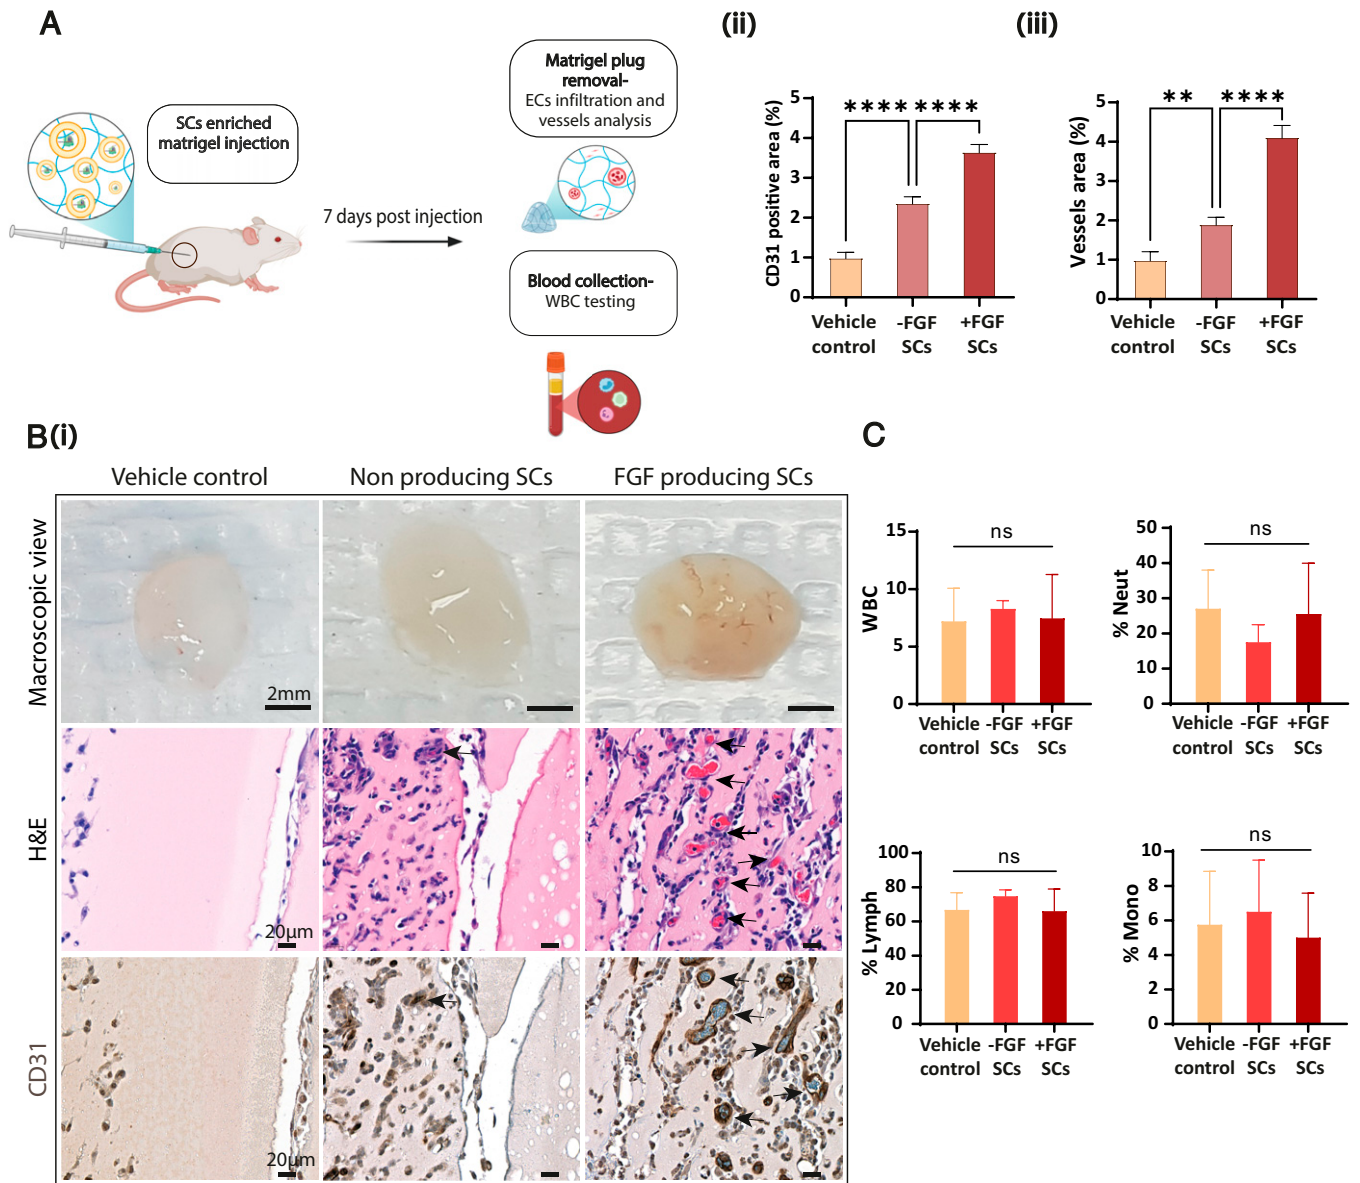 A
SCs enriched
matrigel injection
7 days post injection
Matrigel plug
removal-
ECs infiltration and
vessels analysis
Blood collection-
WBC testing
(ii)
CD31 positive area (%)
5
4
3
2
1
0
**** ****
Vehicle control
-FGF SCs
+FGF SCs
(iii)
Vessels area (%)
5
4
3
2
1
0
** ****
Vehicle control
-FGF SCs
+FGF SCs
B(i)
Vehicle control
Non producing SCs
FGF producing SCs
Macroscopic view
2mm
H&E
20μm
CD31
20μm
C
WBC
15
10
5
0
ns
Vehicle control
-FGF SCs
+FGF SCs
% Neut
50
40
30
20
10
0
ns
Vehicle control
-FGF SCs
+FGF SCs
% Lymph
100
80
60
40
20
0
ns
Vehicle control
-FGF SCs
+FGF SCs
% Mono
10
8
6
4
2
0
ns
Vehicle control
-FGF SCs
+FGF SCs